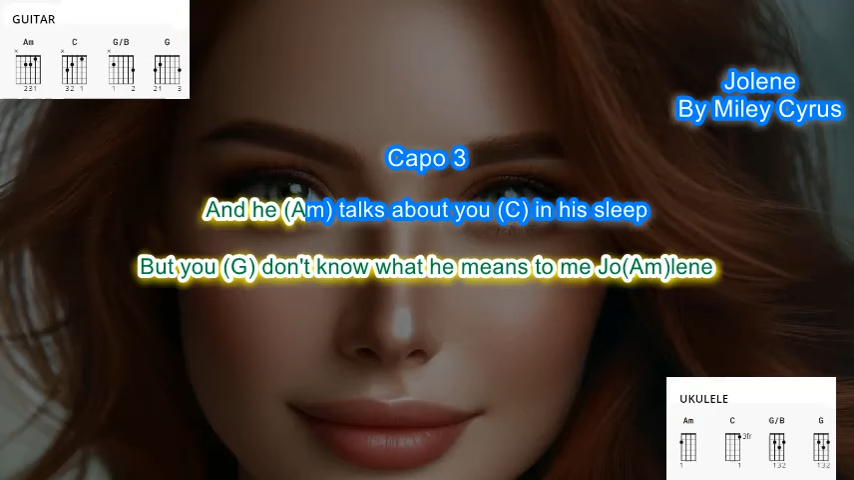 GUITAR
Am C G/B G
x x x
231 32 1 1 2 21 3
Jolene
By Miley Cyrus
Capo 3
And he (Am) talks about you (C) in his sleep
But you (G) don't know what he means to me Jo(Am)lene
UKULELE
Am C G/B G
3fr
1 1 132 132